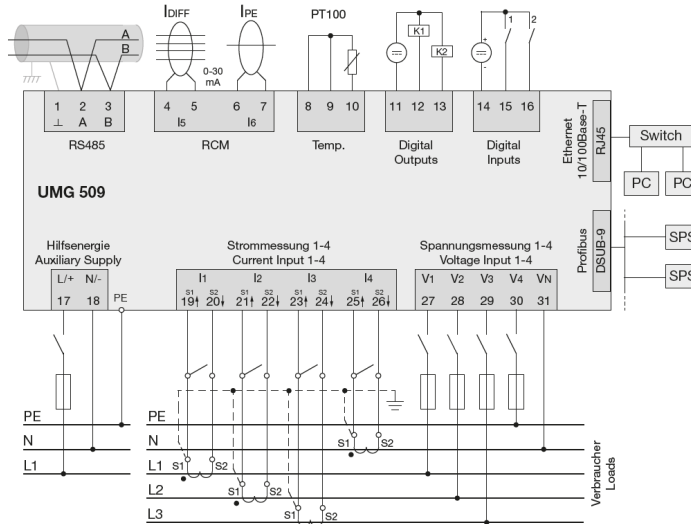 IDIFF
IPE
PT100
A
B
0-30
mA
K1
K2
+
-
1 2
1 2 3
⊥ A B
4 5 6 7
I5 I6
8 9 10
11 12 13
14 15 16
RS485
RCM
Temp.
Digital
Outputs
Digital
Inputs
Ethernet
10/100Base-T
RJ45
Switch
PC
PC
UMG 509
Profibus
DSUB-9
SPS
SPS
Hilfsenergie
Auxiliary Supply
L/+ N/-
17 18
PE
Strommessung 1-4
Current Input 1-4
I1 I2 I3 I4
S1 S2 S1 S2 S1 S2 S1 S2
19 20 21 22 23 24 25 26
Spannungsmessung 1-4
Voltage Input 1-4
V1 V2 V3 V4 VN
27 28 29 30 31
PE
N
L1
PE
N
L1
L2
L3
S1 S2
S1 S2
S1 S2
S1 S2
Verbraucher
Loads